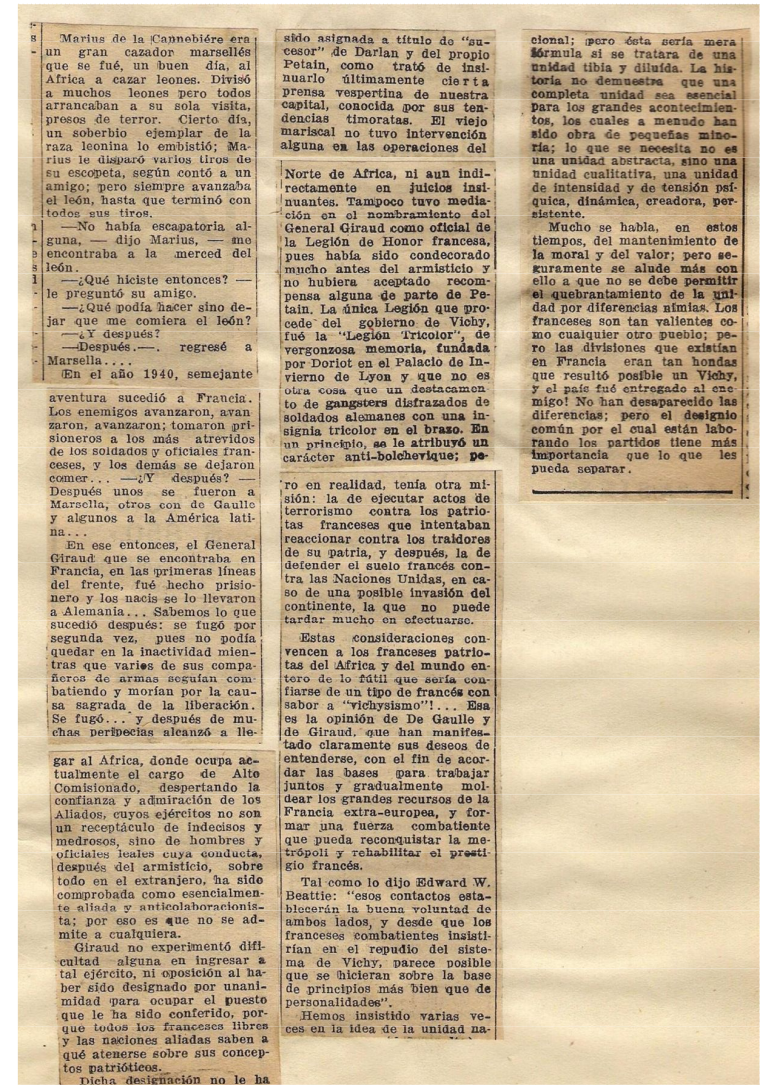 Marius de la Cannebiére era
un gran cazador marsellés
que se fué, un buen día, al
Africa a cazar leones. Divisó
a muchos leones pero todos
arrancaban a su sola visita,
presos de terror. Cierto día,
un soberbio ejemplar de la
raza leonina lo embistió; Ma-
rius le disparó varios tiros de
su escopeta, según contó a un
amigo; pero siempre avanzaba
el león, hasta que terminó con
todos sus tiros.
—No había escapatoria al-
guna, — dijo Marius, — me
encontraba a la merced del
león.
—¿Qué hiciste entonces? —
le preguntó su amigo.
—¿Qué podía hacer sino de-
jar que me comiera el león?
—¿Y después?
—Después.—. regresé a
Marsella...
En el año 1940, semejante
aventura sucedió a Francia.
Los enemigos avanzaron, avan
zaron, avanzaron; tomaron pri-
sioneros a los más atrevidos
de los soldados y oficiales fran-
ceses, y los demás se dejaron
comer... —¿Y después? —
Después unos se fueron a
Marsella, otros con de Gaulle
y algunos a la América lati-
na...
En ese entonces, el General
Giraud que se encontraba en
Francia, en las primeras líneas
del frente, fué hecho prisio-
nero y los nacis se lo llevaron
a Alemania... Sabemos lo que
sucedió después: se fugó por
segunda vez, pues no podía
quedar en la inactividad mien-
tras que varios de sus compa-
ñeros de armas seguían com-
batiendo y morían por la cau-
sa sagrada de la liberación.
Se fugó... y después de mu-
chas peripecias alcanzó a lle-
gar al Africa, donde ocupa ac-
tualmente el cargo de Alto
Comisionado, despertando la
confianza y admiración de los
Aliados, cuyos ejércitos no son
un receptáculo de indecisos y
medrosos, sino de hombres y
oficiales leales cuya conducta,
después del armisticio, sobre
todo en el extranjero, ha sido
comprobada como esencialmen-
te aliada y anticolaboracionis-
ta; por eso es que no se ad-
mite a cualquiera.
Giraud no experimentó difi-
cultad alguna en ingresar a
tal ejército, ni oposición al ha-
ber sido designado por unani-
midad para ocupar el puesto
que le ha sido conferido, por-
que todos los franceses libres
y las naciones aliadas saben a
qué atenerse sobre sus concep-
tos patrióticos.
Dicha designación no le ha
sido asignada a título de "su-
cesor" de Darlan y del propio
Petain, como trató de insi-
nuarlo últimamente cierta
prensa vespertina de nuestra
capital, conocida por sus ten-
dencias timoratas. El viejo
mariscal no tuvo intervención
alguna en las operaciones del
Norte de Africa, ni aun indi-
rectamente en juicios insi-
nuantes. Tampoco tuvo media-
ción en el nombramiento del
General Giraud como oficial de
la Legión de Honor francesa,
pues había sido condecorado
mucho antes del armisticio y
no hubiera aceptado recom-
pensa alguna de parte de Pe-
tain. La única Legión que pro-
cede del gobierno de Vichy,
fué la "Legión Tricolor", de
vergonzosa memoria, fundada
por Doriot en el Palacio de In-
vierno de Lyon y que no es
otra cosa que un destacamen-
to de gangsters disfrazados de
soldados alemanes con una in-
signia tricolor en el brazo. En
un principio, se le atribuyó un
carácter anti-bolchevique; pe-
ro en realidad, tenía otra mi-
sión: la de ejecutar actos de
terrorismo contra los patrio-
tas franceses que intentaban
reaccionar contra los traidores
de su patria, y después, la de
defender el suelo francés con-
tra las Naciones Unidas, en ca-
so de una posible invasión del
continente, la que no puede
tardar mucho en efectuarse.
Estas consideraciones con-
vencen a los franceses patrio-
tas del Africa y del mundo en-
tero de lo fútil que sería con-
fiarse de un tipo de francés con
sabor a "vichysismo"!... Esa
es la opinión de De Gaulle y
de Giraud, que han manifes-
tado claramente sus deseos de
entenderse, con el fin de acor-
dar las bases para trabajar
juntos y gradualmente mol-
dear los grandes recursos de la
Francia extra-europea, y for-
mar una fuerza combatiente
que pueda reconquistar la me-
trópoli y rehabilitar el presti-
gio francés.
Tal como lo dijo Edward W.
Beattie: "esos contactos esta-
blecerán la buena voluntad de
ambos lados, y desde que los
franceses combatientes insisti-
rían en el repudio del siste-
ma de Vichy, parece posible
que se hicieran sobre la base
de principios más bien que de
personalidades".
Hemos insistido varias ve-
ces en la idea de la unidad na-
cional; pero ésta sería mera
fórmula si se tratara de una
unidad tibia y diluída. La his-
toria no demuestra que una
completa unidad sea esencial
para los grandes acontecimien-
tos, los cuales a menudo han
sido obra de pequeñas mino-
ría; lo que se necesita no es
una unidad abstracta, sino una
unidad cualitativa, una unidad
de intensidad y de tensión psí-
quica, dinámica, creadora, per-
sistente.
Mucho se habla, en estos
tiempos, del mantenimiento de
la moral y del valor; pero se-
guramente se alude más con
ello a que no se debe permitir
el quebrantamiento de la uni-
dad por diferencias nimias. Los
franceses son tan valientes co-
mo cualquier otro pueblo; pe-
ro las divisiones que existían
en Francia eran tan hondas
que resultó posible un Vichy,
y el país fué entregado al ene-
migo! No han desaparecido las
diferencias; pero el designio
común por el cual están labo-
rando los partidos tiene más
importancia que lo que les
pueda separar.